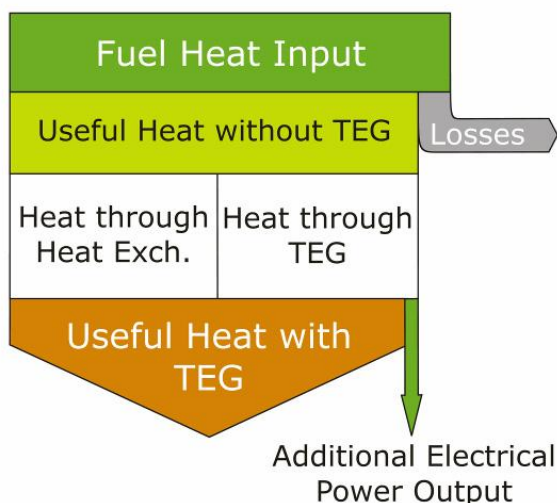 Fuel Heat Input
Useful Heat without TEG
Losses
Heat through
Heat Exch.
Heat through
TEG
Useful Heat with
TEG
Additional Electrical
Power Output